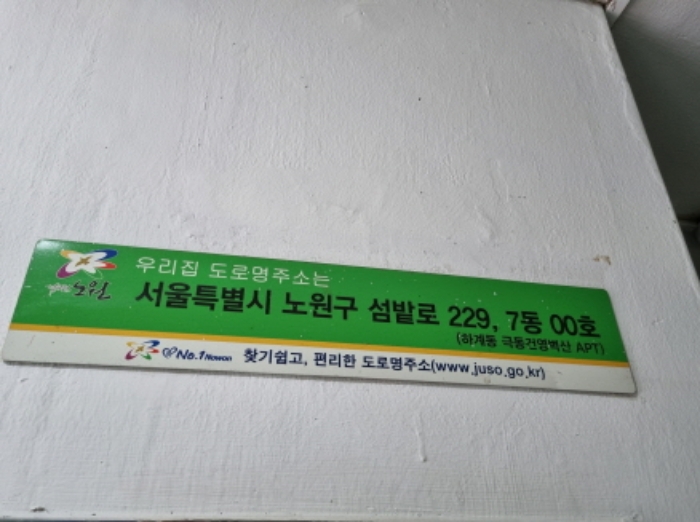 우리집 도로명주소는
서울특별시 노원구 섬밭로 229, 7동 00호
(하계동 극동건영벽산 APT)
노원
No.1 Nowon 찾기쉽고, 편리한 도로명주소(www.juso.go.kr)